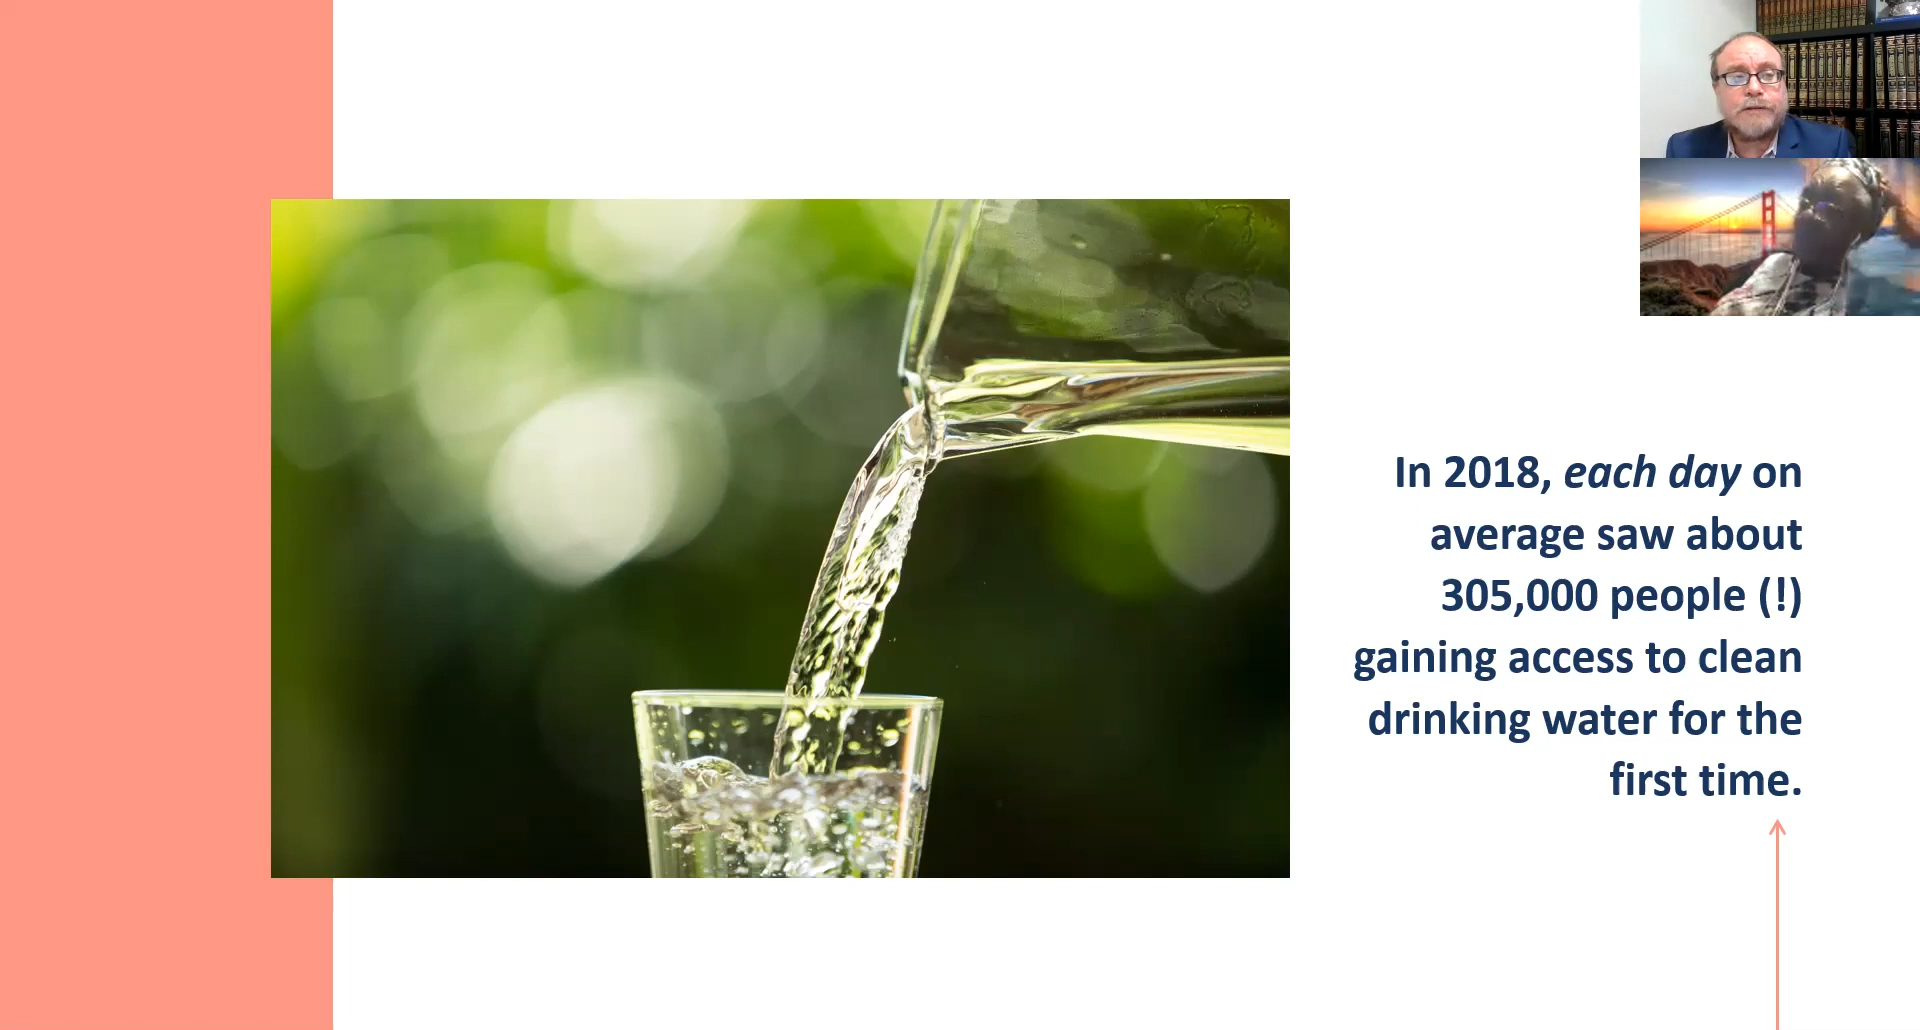 In 2018, each day on
average saw about
305,000 people (!)
gaining access to clean
drinking water for the
first time.